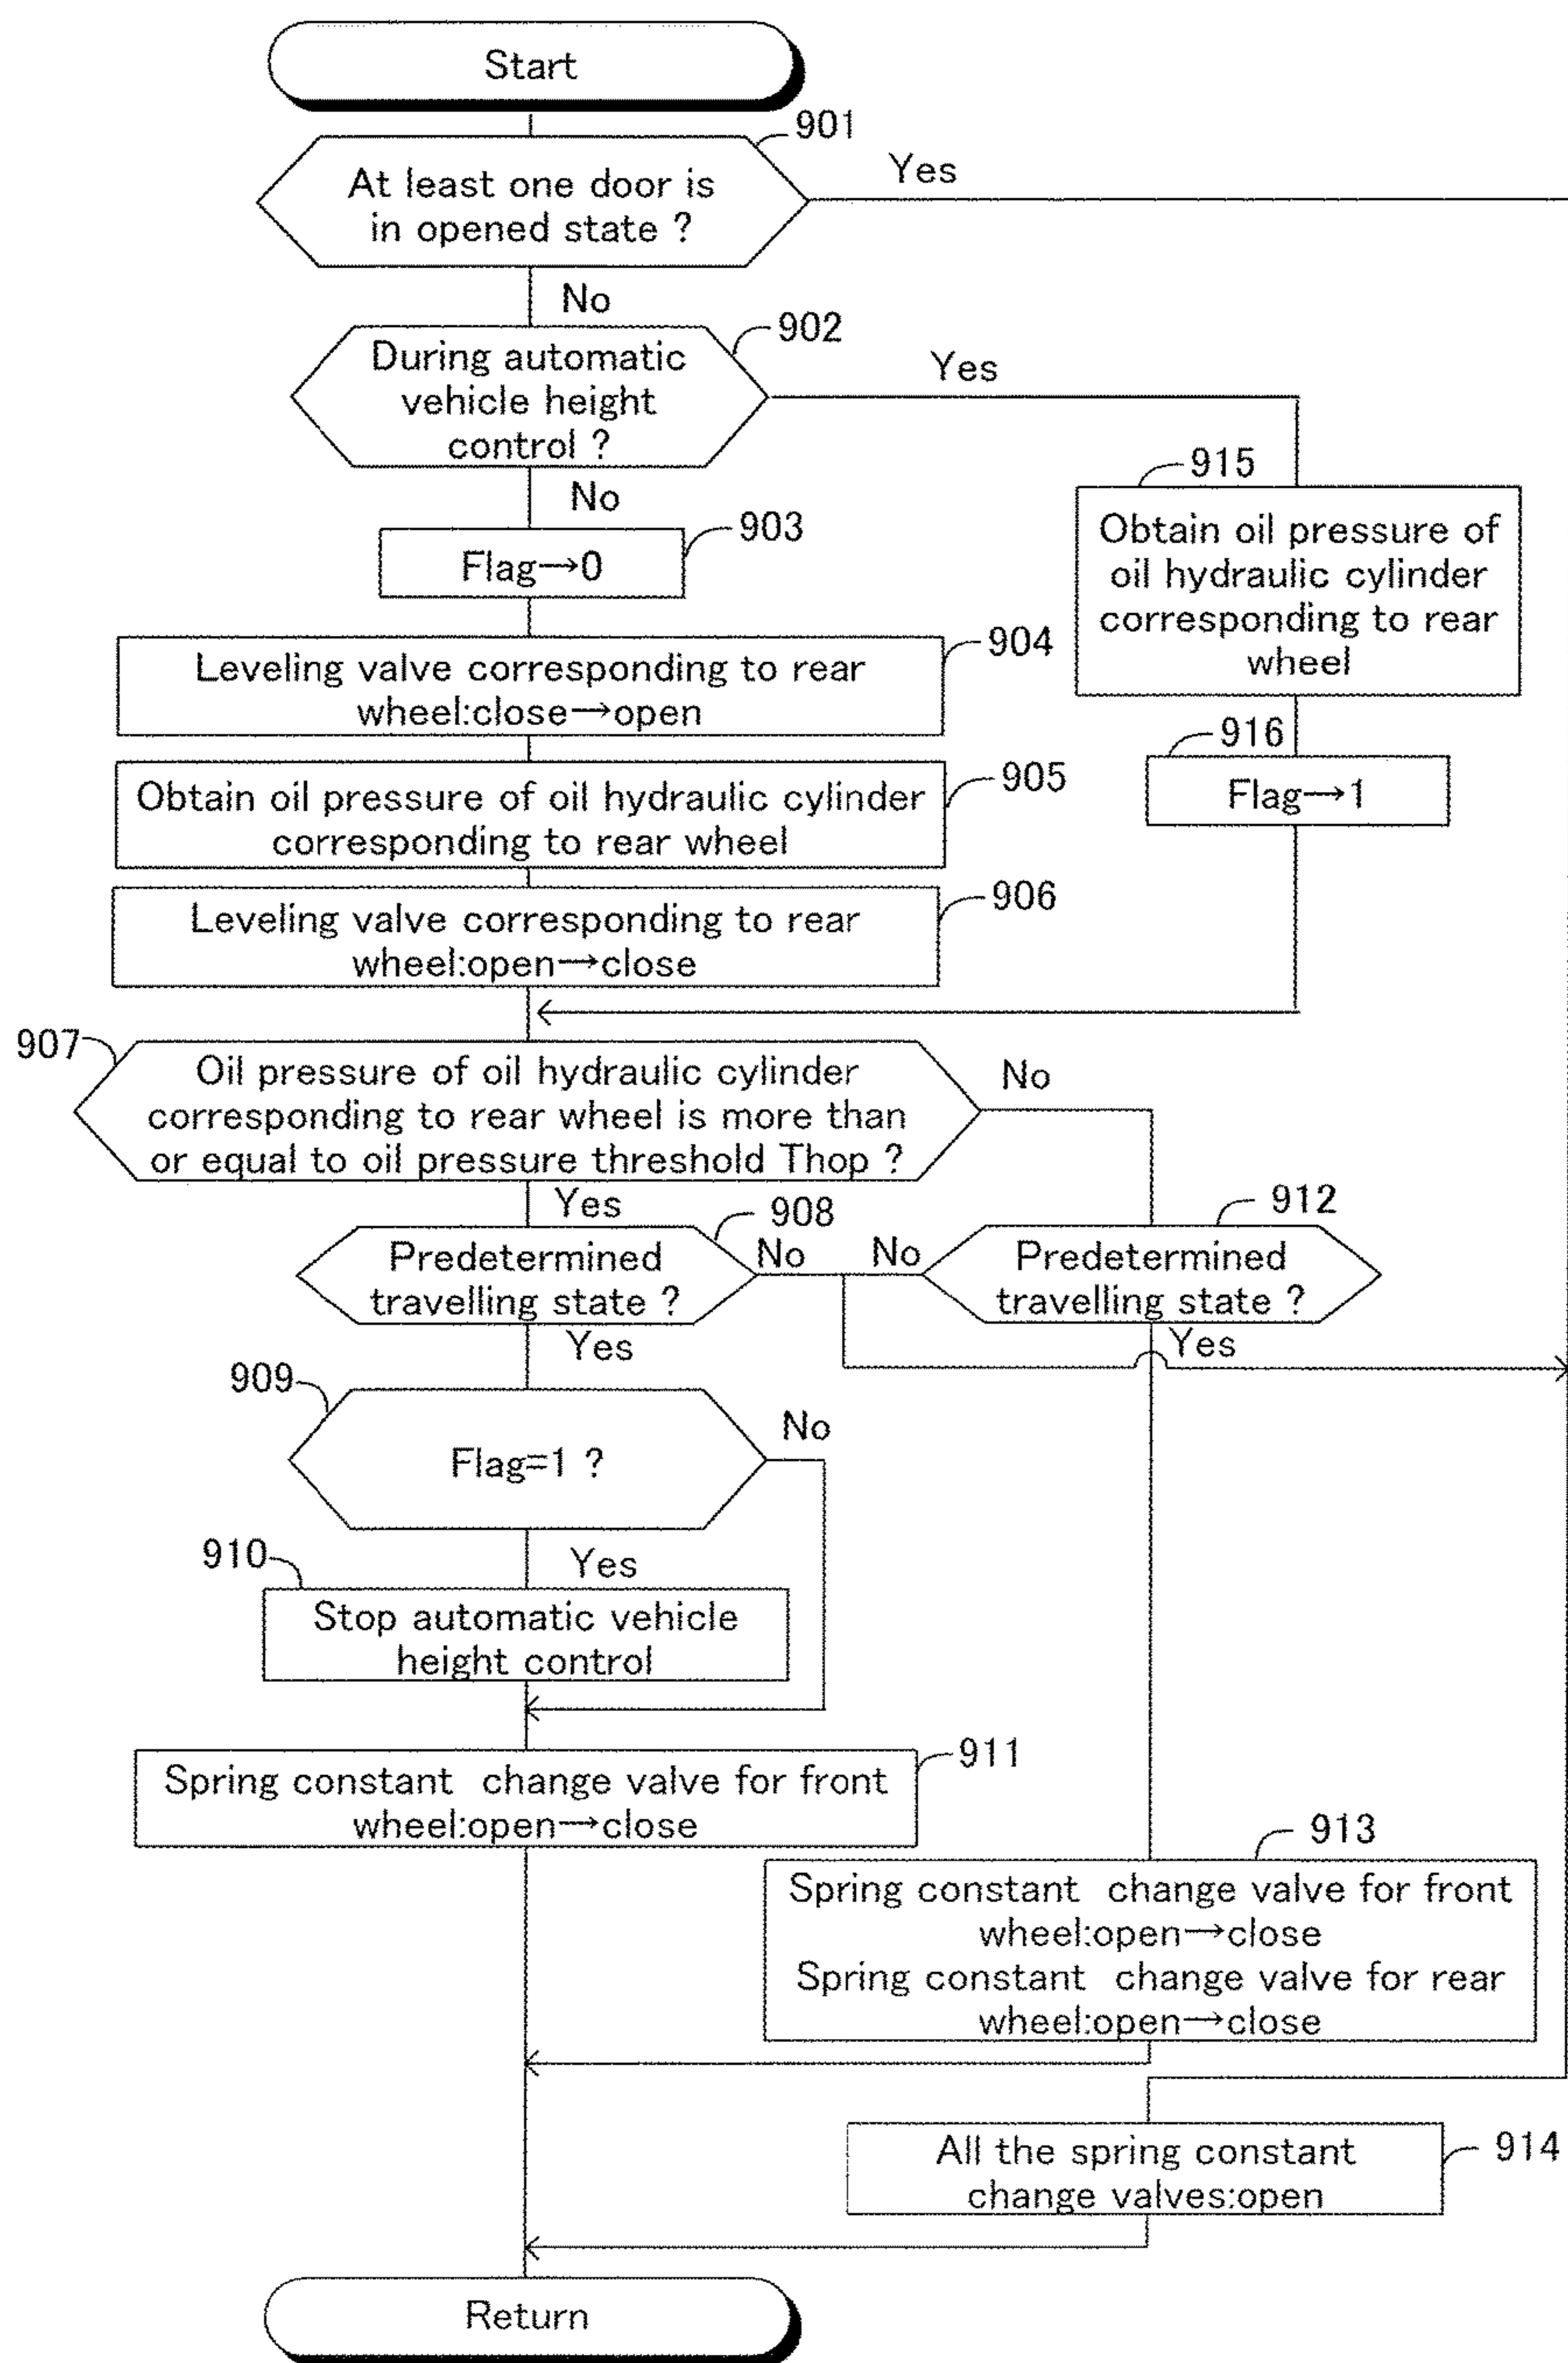 Start
901
At least one door is
in opened state ?
Yes
No
902
During automatic
vehicle height
control ?
Yes
No
903
Flag→0
915
Obtain oil pressure of
oil hydraulic cylinder
corresponding to rear
wheel
904
Leveling valve corresponding to rear
wheel:close→open
916
Flag→1
905
Obtain oil pressure of oil hydraulic cylinder
corresponding to rear wheel
906
Leveling valve corresponding to rear
wheel:open→close
907
Oil pressure of oil hydraulic cylinder
corresponding to rear wheel is more than
or equal to oil pressure threshold Thop ?
No
Yes
908
Predetermined
travelling state ?
No
No
912
Predetermined
travelling state ?
Yes
Yes
909
Flag=1 ?
No
910
Yes
Stop automatic vehicle
height control
911
Spring constant change valve for front
wheel:open→close
913
Spring constant change valve for front
wheel:open→close
Spring constant change valve for rear
wheel:open→close
914
All the spring constant
change valves:open
Return